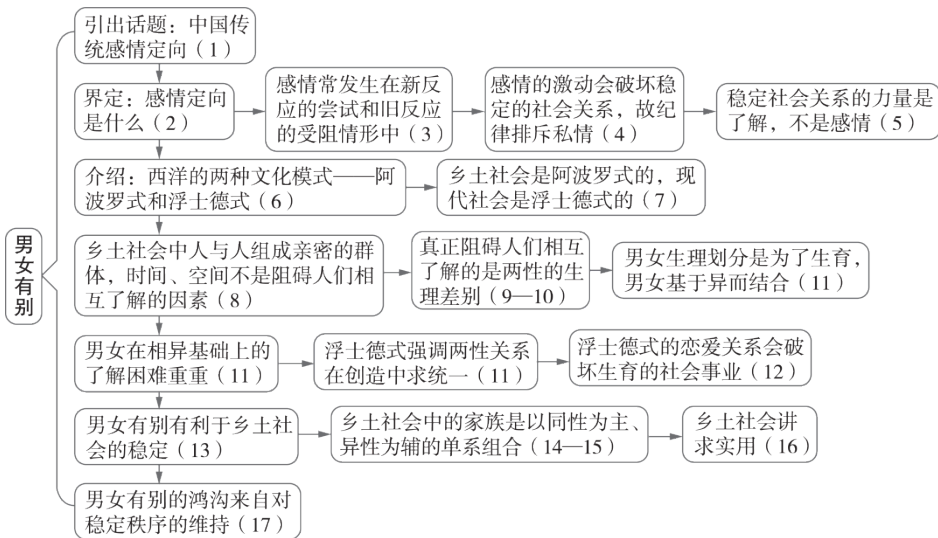 男女有别
引出话题：中国传
统感情定向（1）
界定：感情定向
是什么（2）
感情常发生在新反
应的尝试和旧反应
的受阻情形中（3）
感情的激动会破坏稳
定的社会关系，故纪
律排斥私情（4）
稳定社会关系的力量是
了解，不是感情（5）
介绍：西洋的两种文化模式——阿
波罗式和浮士德式（6）
乡土社会是阿波罗式的，现
代社会是浮士德式的（7）
乡土社会中人与人组成亲密的群
体，时间、空间不是阻碍人们相
互了解的因素（8）
真正阻碍人们相互
了解的是两性的生
理差别（9—10）
男女生理划分是为了生育，
男女基于异而结合（11）
男女在相异基础上的
了解困难重重（11）
浮士德式强调两性关系
在创造中求统一（11）
浮士德式的恋爱关系会破
坏生育的社会事业（12）
男女有别有利于乡土社
会的稳定（13）
乡土社会中的家族是以同性为主、
异性为辅的单系组合（14—15）
乡土社会讲
求实用（16）
男女有别的鸿沟来自对
稳定秩序的维持（17）